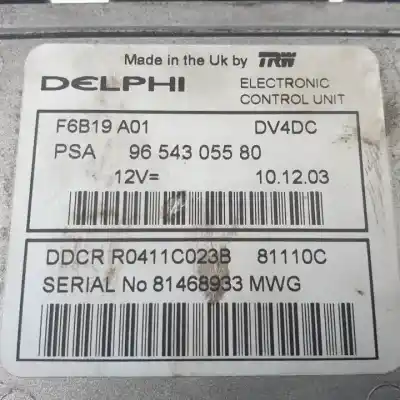 Made in the Uk by TRW
DELPHI ELECTRONIC
CONTROL UNIT
F6B19 A01 DV4DC
PSA 96 543 055 80
12V= 10.12.03
DDCR R0411C023B 81110C
SERIAL No 81468933 MWG